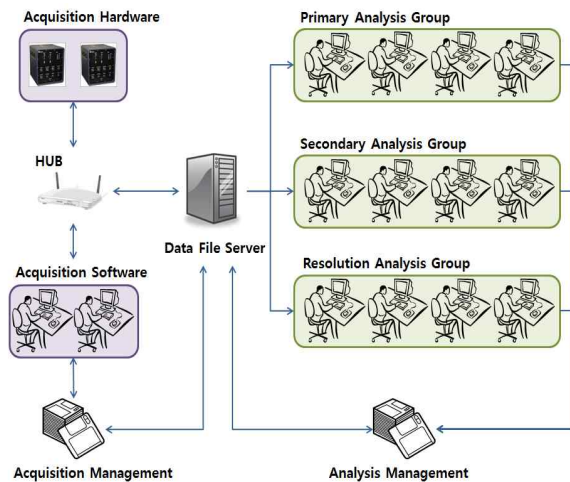 Acquisition Hardware
Primary Analysis Group
HUB
Secondary Analysis Group
Data File Server
Acquisition Software
Resolution Analysis Group
Acquisition Management
Analysis Management